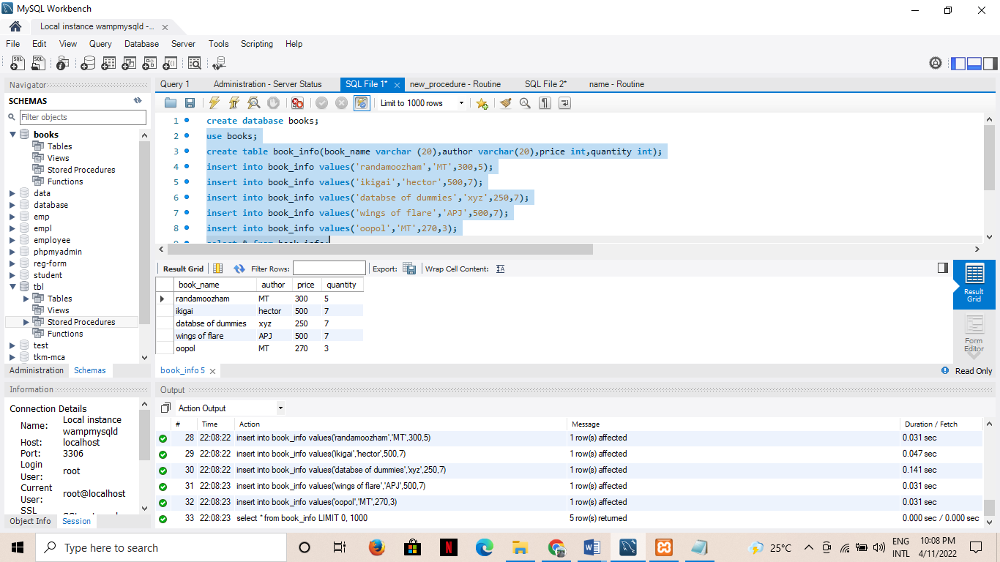 MySQL Workbench
Local instance wampmysqld -...
File Edit View Query Database Server Tools Scripting Help
Navigator
SCHEMAS
Filter objects
books
Tables
Views
Stored Procedures
Functions
data
database
emp
empl
employee
phpmyadmin
reg-form
student
tbl
Tables
Views
Stored Procedures
Functions
test
tkm-mca
Administration Schemas
Information
Connection Details
Name: Local instance wampmysqld
Host: localhost
Port: 3306
Login User: root
Current User: root@localhost
SSL
Object Info Session
Query 1 Administration - Server Status SQL File 1* new_procedure - Routine SQL File 2* name - Routine
Limit to 1000 rows
1 create database books;
2 use books;
3 create table book_info(book_name varchar (20),author varchar(20),price int,quantity int);
4 insert into book_info values('randamoozham','MT',300,5);
5 insert into book_info values('ikigai','hector',500,7);
6 insert into book_info values('databse of dummies','xyz',250,7);
7 insert into book_info values('wings of flare','APJ',500,7);
8 insert into book_info values('oopol','MT',270,3);
9 select * from book_info;
Result Grid Filter Rows: Export: Wrap Cell Content:
book_name author price quantity
randamoozham MT 300 5
ikigai hector 500 7
databse of dummies xyz 250 7
wings of flare APJ 500 7
oopol MT 270 3
Result Grid
Form Editor
book_info 5
Read Only
Output
Action Output
# Time Action Message Duration / Fetch
28 22:08:22 insert into book_info values('randamoozham','MT',300,5) 1 row(s) affected 0.031 sec
29 22:08:22 insert into book_info values('ikigai','hector',500,7) 1 row(s) affected 0.047 sec
30 22:08:22 insert into book_info values('databse of dummies','xyz',250,7) 1 row(s) affected 0.141 sec
31 22:08:23 insert into book_info values('wings of flare','APJ',500,7) 1 row(s) affected 0.031 sec
32 22:08:23 insert into book_info values('oopol','MT',270,3) 1 row(s) affected 0.031 sec
33 22:08:23 select * from book_info LIMIT 0, 1000 5 row(s) returned 0.000 sec / 0.000 sec
Type here to search
25°C
ENG
INTL
10:08 PM
4/11/2022